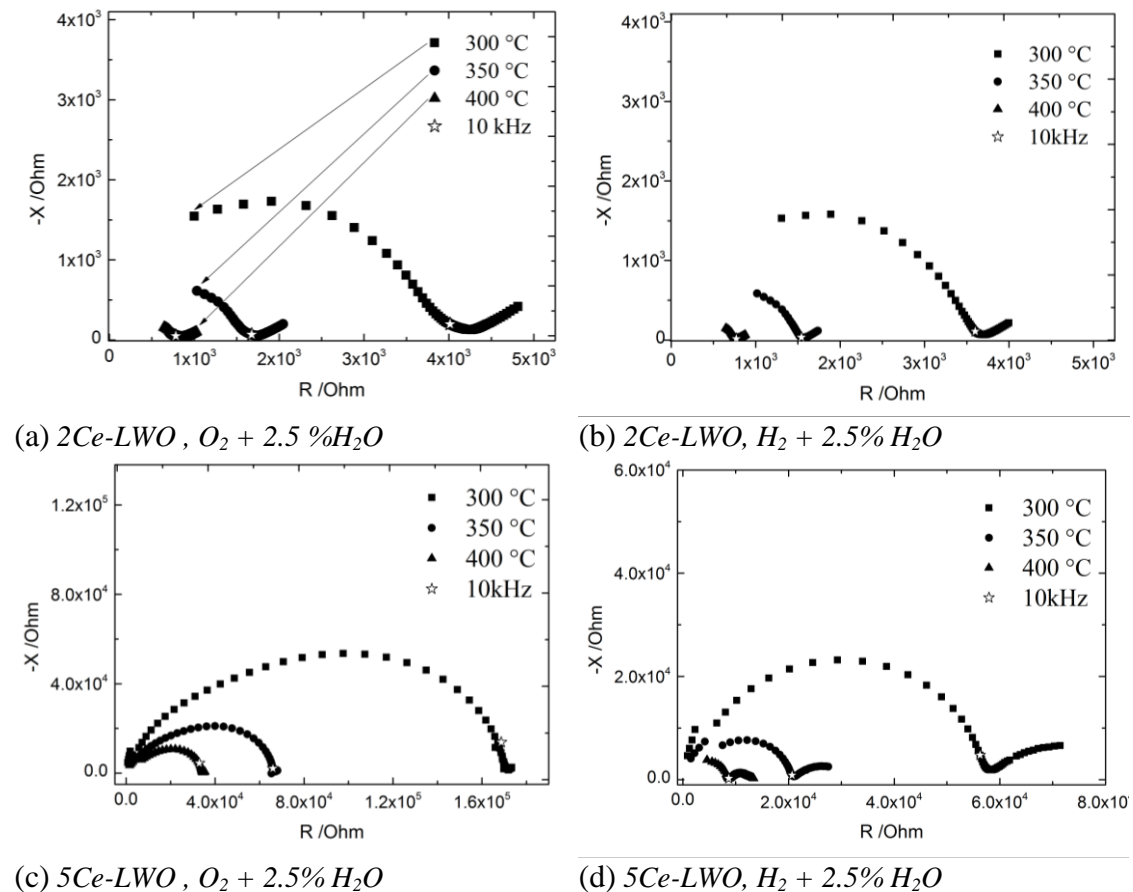 4x10³
3x10³
2x10³
1x10³
0
-X /Ohm
300 °C
350 °C
400 °C
10 kHz
0 1x10³ 2x10³ 3x10³ 4x10³ 5x10³
R /Ohm
(a) 2Ce-LWO , O₂ + 2.5 %H₂O
4x10³
3x10³
2x10³
1x10³
0
-X /Ohm
300 °C
350 °C
400 °C
10kHz
0 1x10³ 2x10³ 3x10³ 4x10³ 5x10³
R /Ohm
(b) 2Ce-LWO, H₂ + 2.5% H₂O
1.2x10⁵
8.0x10⁴
4.0x10⁴
0.0
-X /Ohm
300 °C
350 °C
400 °C
10kHz
0.0 4.0x10⁴ 8.0x10⁴ 1.2x10⁵ 1.6x10⁵
R /Ohm
(c) 5Ce-LWO , O₂ + 2.5% H₂O
6.0x10⁴
4.0x10⁴
2.0x10⁴
0.0
-X /Ohm
300 °C
350 °C
400 °C
10kHz
0.0 2.0x10⁴ 4.0x10⁴ 6.0x10⁴ 8.0x10
R /Ohm
(d) 5Ce-LWO, H₂ + 2.5% H₂O